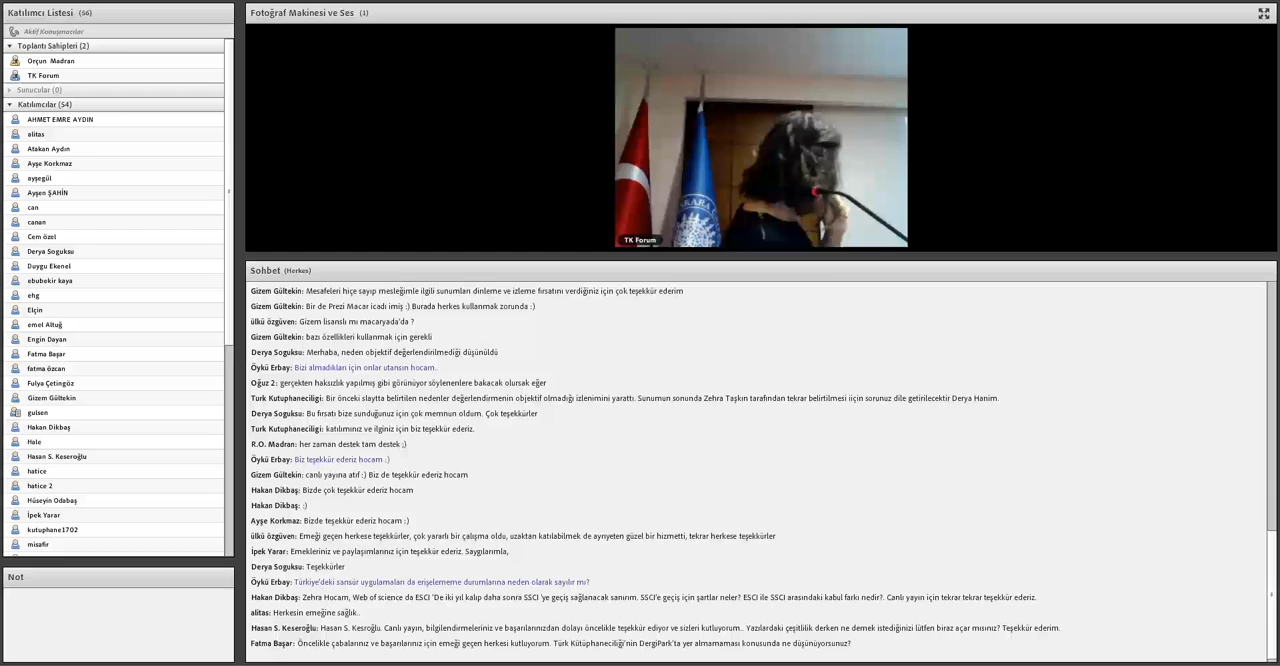 Katılımcı Listesi (56)
Aktif Konuşmacılar
Toplantı Sahipleri (2)
Orçun Madran
TK Forum
Sunucular (0)
Katılımcılar (54)
AHMET EMRE AYDIN
alitas
Atakan Aydın
Ayşe Korkmaz
ayşegül
Ayşen ŞAHİN
can
canan
Cem özel
Derya Soguksu
Duygu Ekenel
ebubekir kaya
ehg
Elçin
emel Altuğ
Engin Dayan
Fatma Başar
fatma özcan
Fulya Çetingöz
Gizem Gültekin
gulsen
Hakan Dikbaş
Hale
Hasan S. Keseroğlu
hatice
hatice 2
Hüseyin Odabaş
İpek Yarar
kutuphane1702
misafir
Not
Fotoğraf Makinesi ve Ses (1)
TK Forum
Sohbet (Herkes)
Gizem Gültekin: Mesafeleri hiçe sayıp mesleğimle ilgili sunumları dinleme ve izleme fırsatını verdiğiniz için çok teşekkür ederim
Gizem Gültekin: Bir de Prezi Macar icadı imiş :) Burada herkes kullanmak zorunda :)
ülkü özgüven: Gizem lisanslı mı macaryada'da ?
Gizem Gültekin: bazı özellikleri kullanmak için gerekli
Derya Soguksu: Merhaba, neden objektif değerlendirilmediği düşünüldü
Öykü Erbay: Bizi almadıkları için onlar utansın hocam..
Oğuz 2: gerçekten haksızlık yapılmış gibi görünüyor söylenenlere bakacak olursak eğer
Turk Kutuphaneciligi: Bir önceki slaytta belirtilen nedenler değerlendirmenin objektif olmadığı izlenimini yarattı. Sunumun sonunda Zehra Taşkın tarafından tekrar belirtilmesi iiçin sorunuz dile getirilecektir Derya Hanım.
Derya Soguksu: Bu fırsatı bize sunduğunuz için çok memnun oldum. Çok teşekkürler
Turk Kutuphaneciligi: katılımınız ve ilginiz için biz teşekkür ederiz.
R.O. Madran: her zaman destek tam destek ;)
Öykü Erbay: Biz teşekkür ederiz hocam :)
Gizem Gültekin: canlı yayına atıf :) Biz de teşekkür ederiz hocam
Hakan Dikbaş: Bizde çok teşekkür ederiz hocam
Hakan Dikbaş: :)
Ayşe Korkmaz: Bizde teşekkür ederiz hocam :)
ülkü özgüven: Emeği geçen herkese teşekkürler, çok yararlı bir çalışma oldu, uzaktan katılabilmek de ayrıyeten güzel bir hizmetti, tekrar herkese teşekkürler
İpek Yarar: Emekleriniz ve paylaşımlarınız için teşekkür ederiz. Saygılarımla,
Derya Soguksu: Teşekkürler
Öykü Erbay: Türkiye'deki sansür uygulamaları da erişelememe durumlarına neden olarak sayılır mı?
Hakan Dikbaş: Zehra Hocam, Web of science da ESCI 'De iki yıl kalıp daha sonra SSCI 'ye geçiş sağlanacak sanırım. SSCI'e geçiş için şartlar neler? ESCI ile SSCI arasındaki kabul farkı nedir?. Canlı yayın için tekrar tekrar teşekkür ederiz.
alitas: Herkesin emeğine sağlık..
Hasan S. Keseroğlu: Hasan S. Kesroğlu. Canlı yayın, bilgilendirmeleriniz ve başarılarınızdan dolayı öncelikle teşekkür ediyor ve sizleri kutluyorum.. Yazılardaki çeşitlilik derken ne demek istediğinizi lütfen biraz açar mısınız? Teşekkür ederim.
Fatma Başar: Öncelikle çabalarınız ve başarılarınız için emeği geçen herkesi kutluyorum. Türk Kütüphaneciliği'nin DergiPark'ta yer almamaması konusunda ne düşünüyorsunuz?